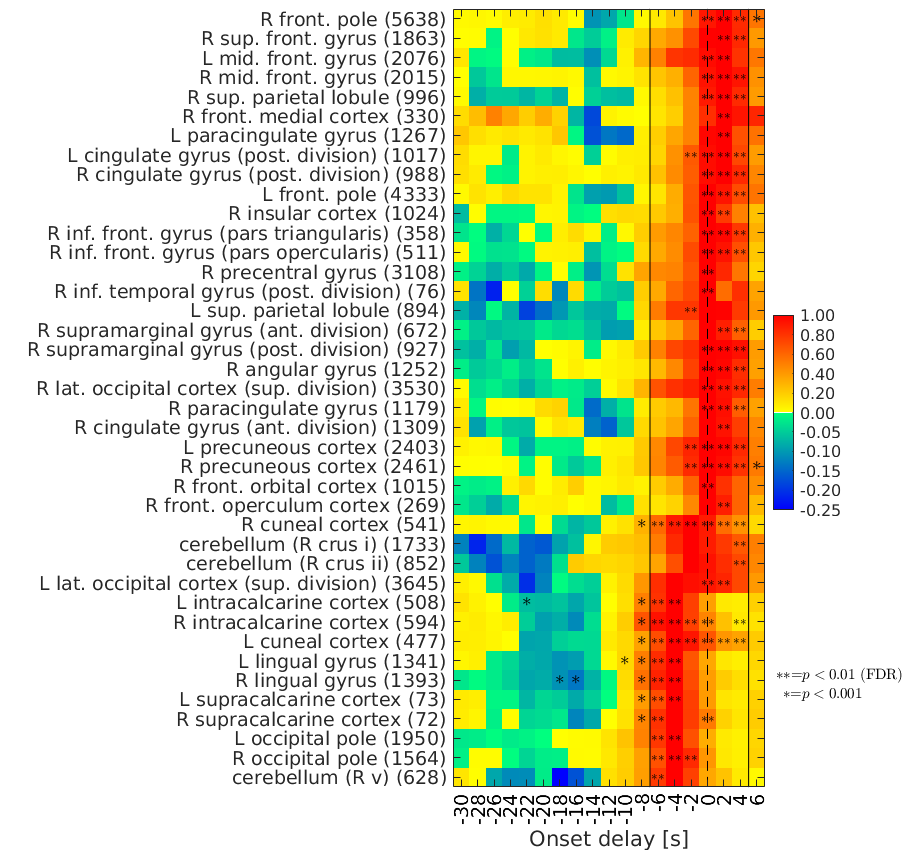 R front. pole (5638)
R sup. front. gyrus (1863)
L mid. front. gyrus (2076)
R mid. front. gyrus (2015)
R sup. parietal lobule (996)
R front. medial cortex (330)
L paracingulate gyrus (1267)
L cingulate gyrus (post. division) (1017)
R cingulate gyrus (post. division) (988)
L front. pole (4333)
R insular cortex (1024)
R inf. front. gyrus (pars triangularis) (358)
R inf. front. gyrus (pars opercularis) (511)
R precentral gyrus (3108)
R inf. temporal gyrus (post. division) (76)
L sup. parietal lobule (894)
R supramarginal gyrus (ant. division) (672)
R supramarginal gyrus (post. division) (927)
R angular gyrus (1252)
R lat. occipital cortex (sup. division) (3530)
R paracingulate gyrus (1179)
R cingulate gyrus (ant. division) (1309)
L precuneous cortex (2403)
R precuneous cortex (2461)
R front. orbital cortex (1015)
R front. operculum cortex (269)
R cuneal cortex (541)
cerebellum (R crus i) (1733)
cerebellum (R crus ii) (852)
L lat. occipital cortex (sup. division) (3645)
L intracalcarine cortex (508)
R intracalcarine cortex (594)
L cuneal cortex (477)
L lingual gyrus (1341)
R lingual gyrus (1393)
L supracalcarine cortex (73)
R supracalcarine cortex (72)
L occipital pole (1950)
R occipital pole (1564)
cerebellum (R v) (628)
-30 -28 -26 -24 -22 -20 -18 -16 -14 -12 -10 -8 -6 -4 -2 0 2 4 6
Onset delay [s]
1.00
0.80
0.60
0.40
0.20
0.00
-0.05
-0.10
-0.15
-0.20
-0.25
**=p < 0.01 (FDR)
*=p < 0.001